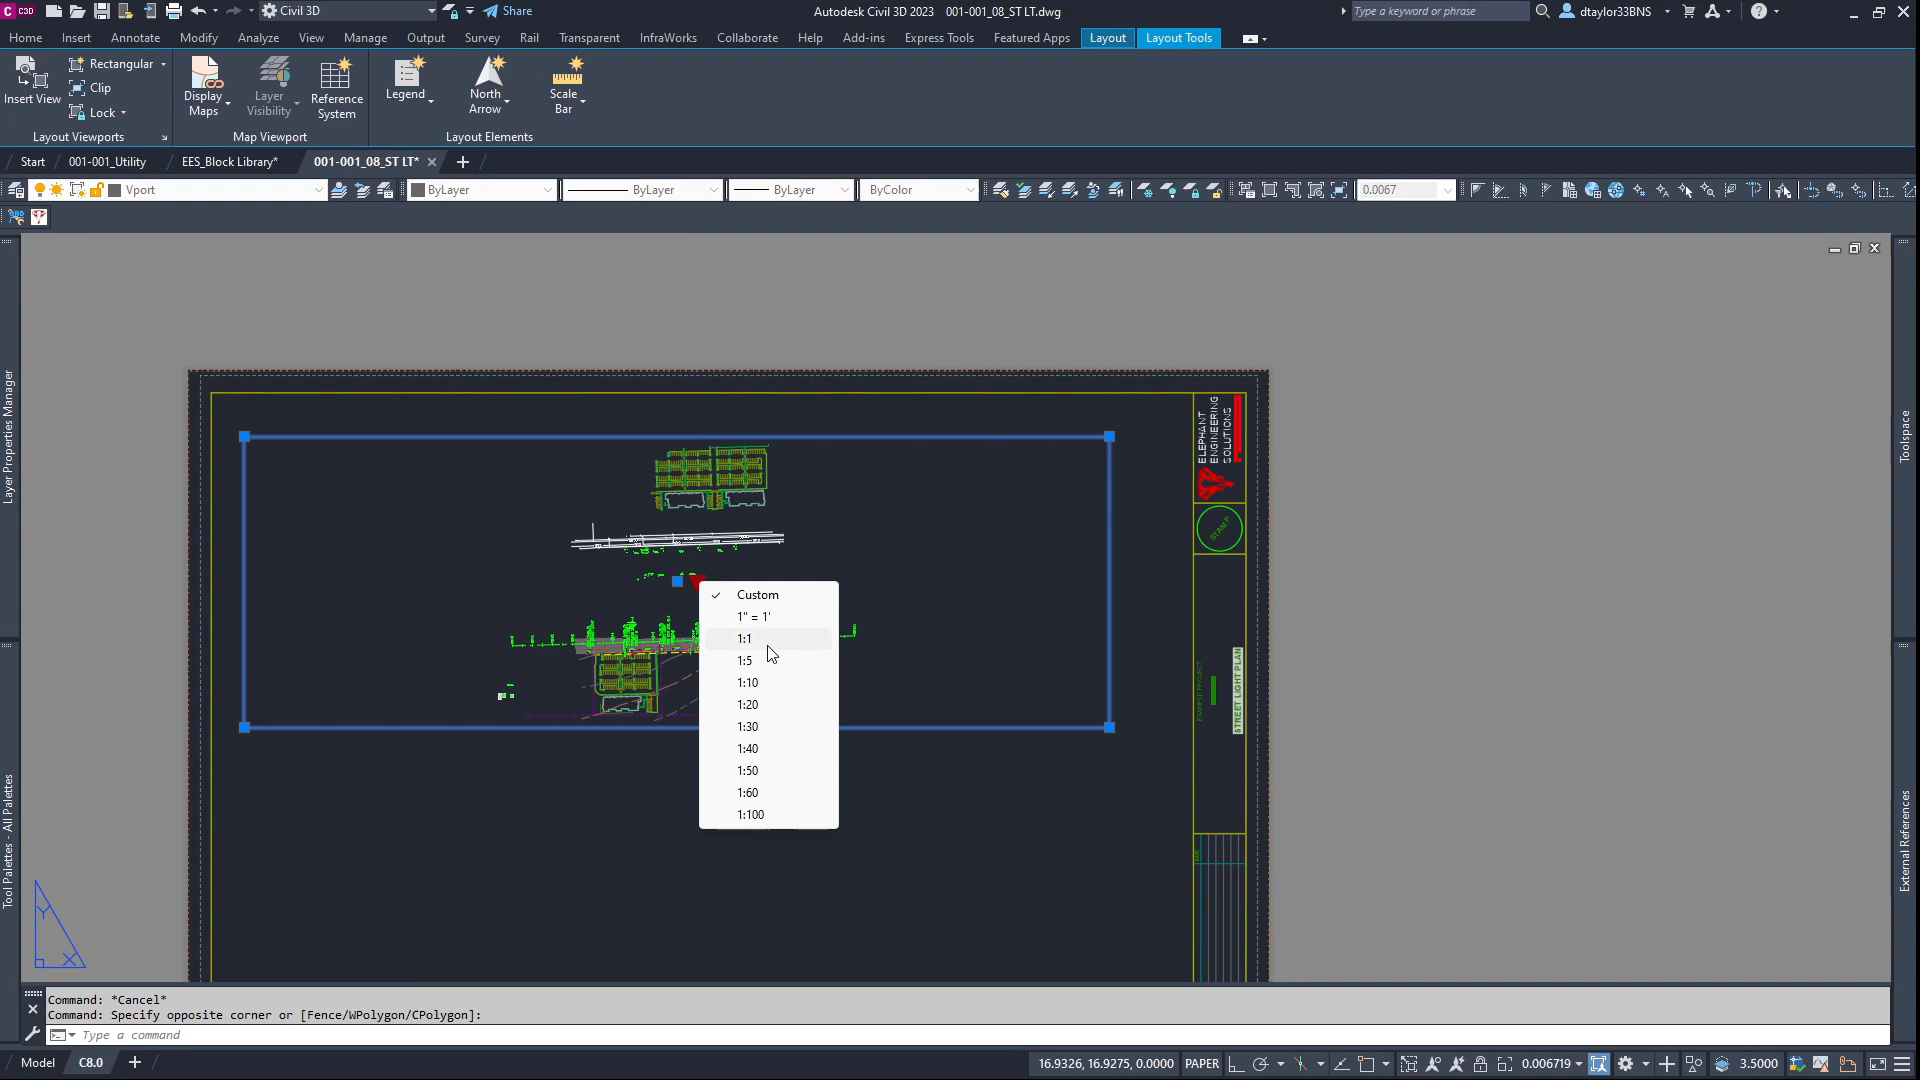 C3D
Civil 3D
Share
Autodesk Civil 3D 2023 001-001_08_ST LT.dwg
Type a keyword or phrase
dtaylor33BNS
Home Insert Annotate Modify Analyze View Manage Output Survey Rail Transparent InfraWorks Collaborate Help Add-ins Express Tools Featured Apps Layout Layout Tools
Insert View
Rectangular
Clip
Lock
Display Maps
Layer Visibility
Reference System
Legend
North Arrow
Scale Bar
Layout Viewports
Map Viewport
Layout Elements
Start 001-001_Utility EES_Block Library* 001-001_08_ST LT*
Vport ByLayer ByLayer ByLayer ByColor 0.0067
Layer Properties Manager
Tool Palettes - All Palettes
Toolspace
External References
ELEPHANT
ENGINEERING
SOLUTIONS
STAMP
EXAMPLE PROJECT
STREET LIGHT PLAN
DATE
Custom
1" = 1'
1:1
1:5
1:10
1:20
1:30
1:40
1:50
1:60
1:100
Y
X
Command: *Cancel*
Command: Specify opposite corner or [Fence/WPolygon/CPolygon]:
Type a command
Model C8.0
16.9326, 16.9275, 0.0000 PAPER 0.006719 3.5000